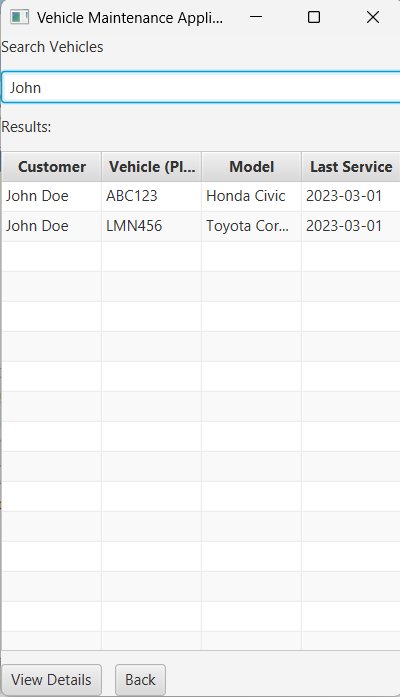 Vehicle Maintenance Appli...
Search Vehicles
John
Results:
Customer Vehicle (Pl... Model Last Service
John Doe ABC123 Honda Civic 2023-03-01
John Doe LMN456 Toyota Cor... 2023-03-01
View Details Back